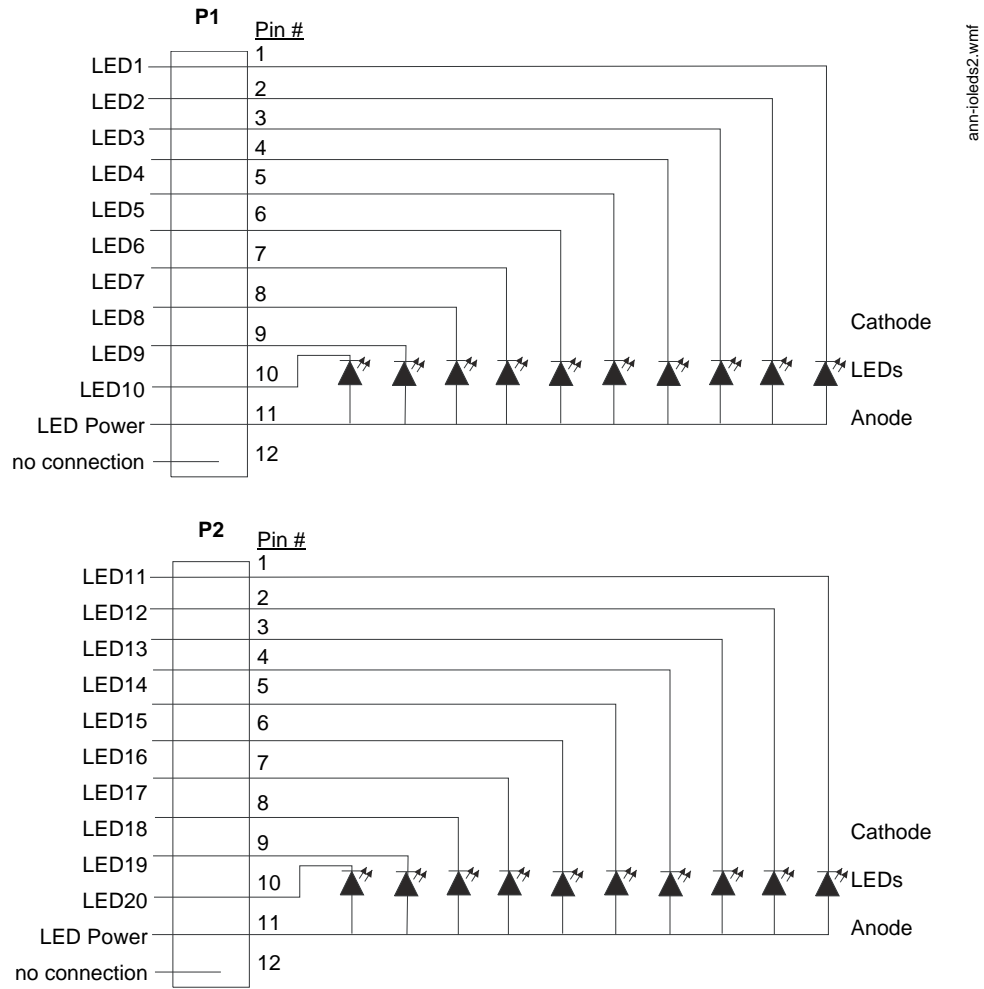 P1
Pin #
LED1 1
LED2 2
LED3 3
LED4 4
LED5 5
LED6 6
LED7 7
LED8 8
LED9 9
LED10 10
LED Power 11
no connection 12
Cathode
LEDs
Anode
ann-ioleds2.wmf
P2
Pin #
LED11 1
LED12 2
LED13 3
LED14 4
LED15 5
LED16 6
LED17 7
LED18 8
LED19 9
LED20 10
LED Power 11
no connection 12
Cathode
LEDs
Anode